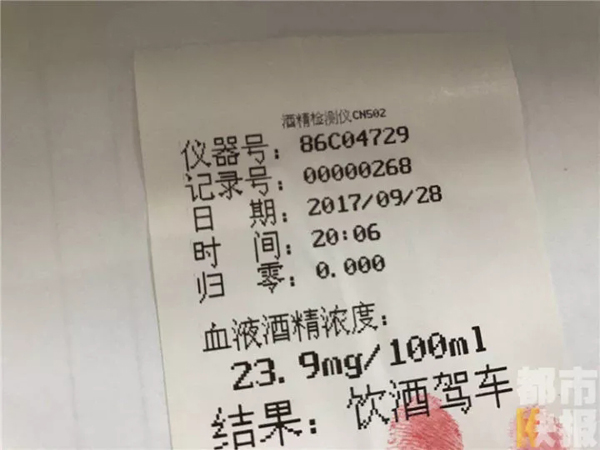 酒精检测仪CN502
仪器号：86C04729
记录号：00000268
日 期：2017/09/28
时 间：20:06
归 零：0.000
血液酒精浓度：
23.9mg/100ml
结果：饮酒驾车
都市
快报